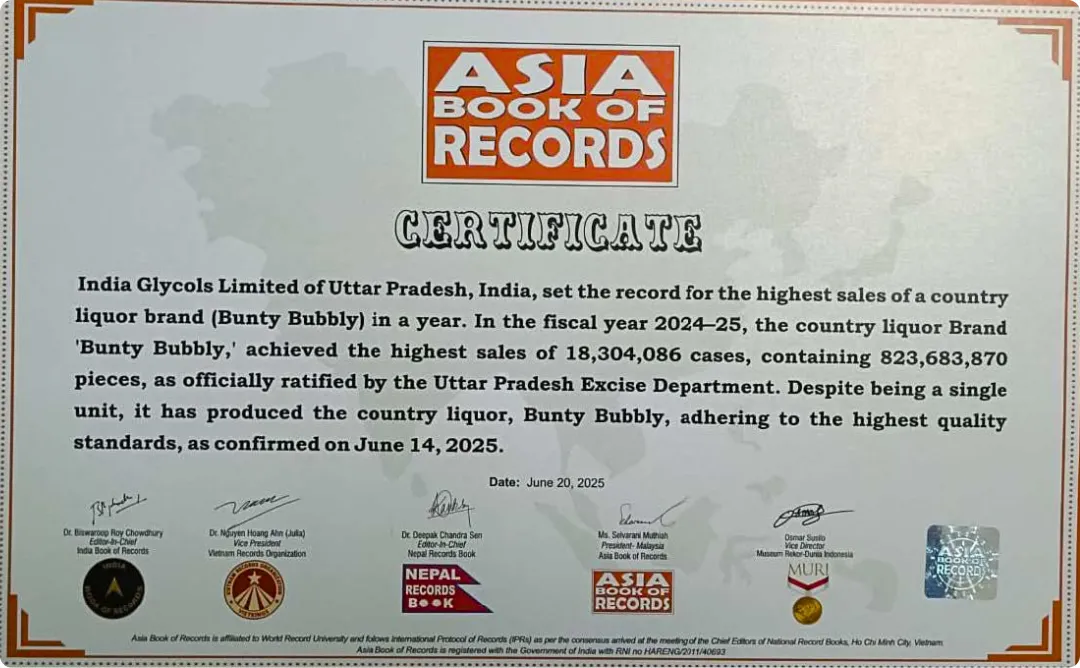 ASIA
BOOK OF
RECORDS
CERTIFICATE
India Glycols Limited of Uttar Pradesh, India, set the record for the highest sales of a country
liquor brand (Bunty Bubbly) in a year. In the fiscal year 2024–25, the country liquor Brand
'Bunty Bubbly,' achieved the highest sales of 18,304,086 cases, containing 823,683,870
pieces, as officially ratified by the Uttar Pradesh Excise Department. Despite being a single
unit, it has produced the country liquor, Bunty Bubbly, adhering to the highest quality
standards, as confirmed on June 14, 2025.
Date: June 20, 2025
Dr. Biswaroop Roy Chowdhury
Editor-in-Chief
India Book of Records
INDIA
BOOK OF RECORDS
Dr. Nguyen Hoang Ahn (Julla)
Vice President
Vietnam Records Organization
VIETNAM RECORDS ORGANIZATION
Dr. Deepak Chandra Sen
Editor-in-Chief
Nepal Records Book
NEPAL
RECORDS
BOOK
Ms. Selvarani Muthiah
President- Malaysia
Asia Book of Records
ASIA
BOOK OF
RECORDS
Osmar Susilo
Vice Director
Museum Rekor-Dunia Indonesia
MURI
ASIA
BOOK OF
RECORDS
Asia Book of Records is affiliated to World Record University and follows International Protocol of Records (IPRs) as per the consensus arrived at the meeting of the Chief Editors of National Record Books, Ho Chi Minh City, Vietnam
Asia Book of Records is registered with the Government of India with RNI no HARENG/2011/40693